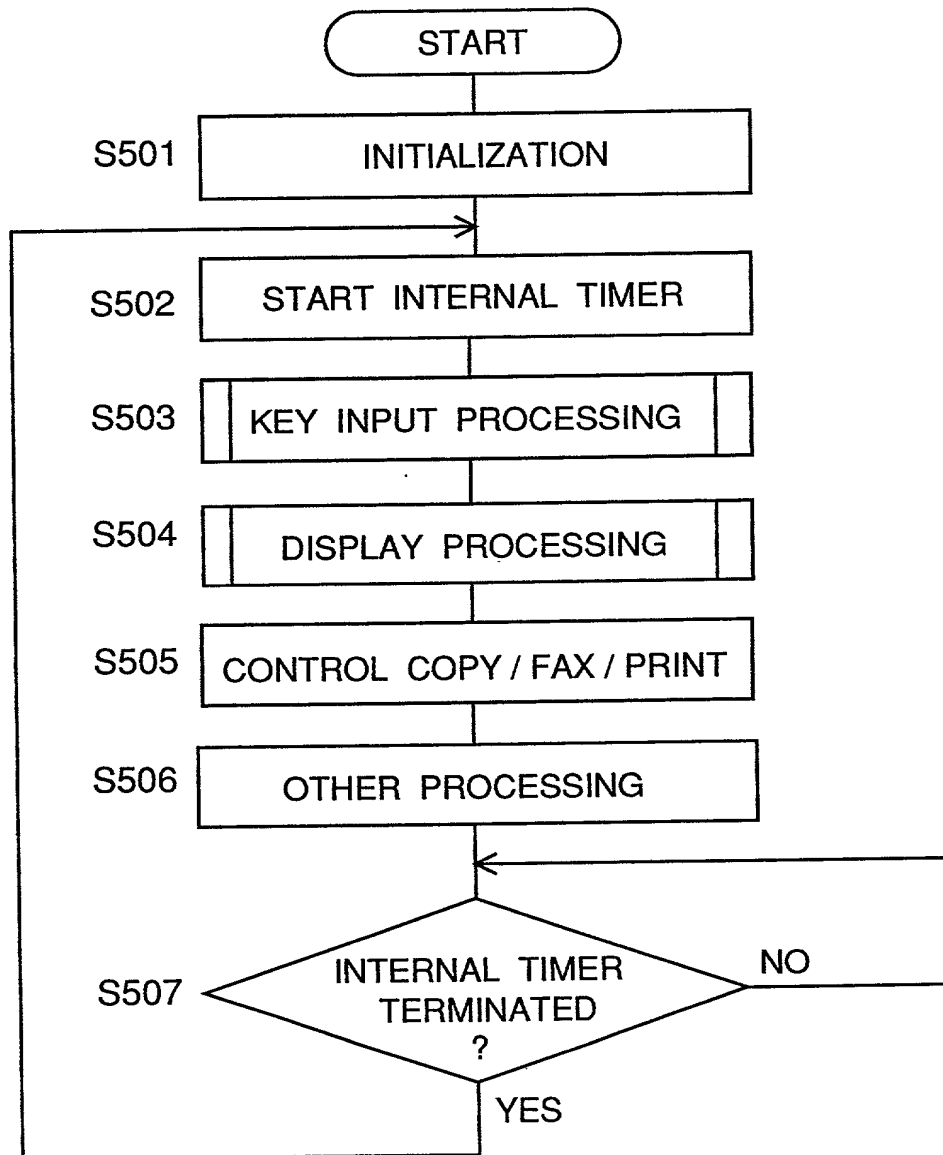 START
S501
INITIALIZATION
S502
START INTERNAL TIMER
S503
KEY INPUT PROCESSING
S504
DISPLAY PROCESSING
S505
CONTROL COPY / FAX / PRINT
S506
OTHER PROCESSING
S507
INTERNAL TIMER
TERMINATED
?
NO
YES